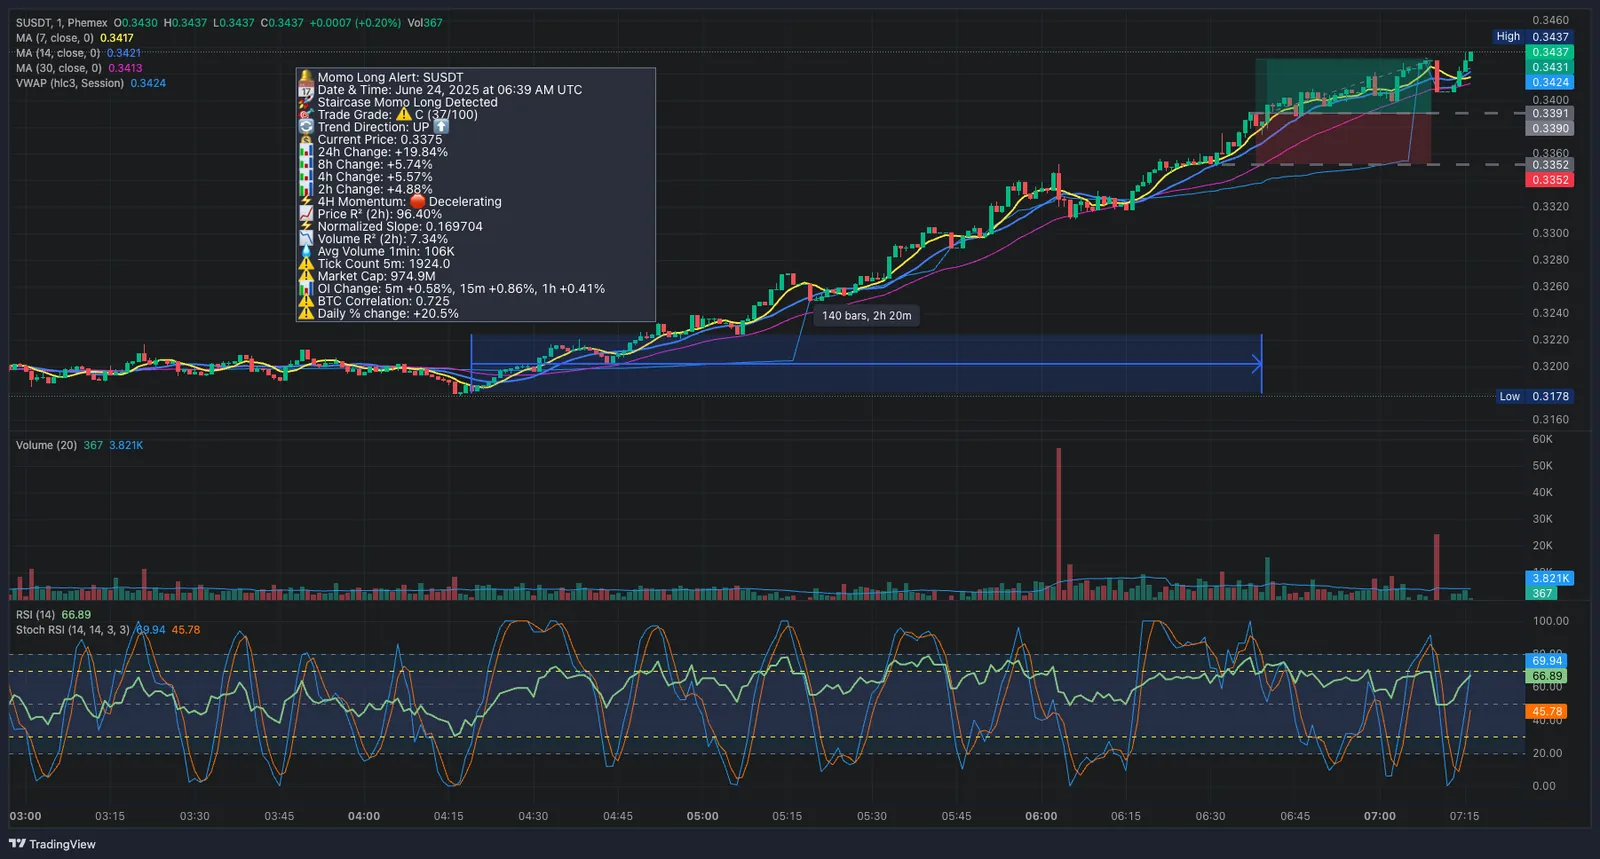 SUSDT, 1, Phemex O0.3430 H0.3437 L0.3437 C0.3437 +0.0007 (+0.20%) Vol367
MA (7, close, 0) 0.3417
MA (14, close, 0) 0.3421
MA (30, close, 0) 0.3413
VWAP (hlc3, Session) 0.3424
Momo Long Alert: SUSDT
Date & Time: June 24, 2025 at 06:39 AM UTC
Staircase Momo Long Detected
Trade Grade: ⚠️ C (37/100)
Trend Direction: UP ⬆️
Current Price: 0.3375
24h Change: +19.84%
8h Change: +5.74%
4h Change: +5.57%
2h Change: +4.88%
4H Momentum: 🛑 Decelerating
Price R² (2h): 96.40%
Normalized Slope: 0.169704
Volume R² (2h): 7.34%
Avg Volume 1min: 106K
Tick Count 5m: 1924.0
Market Cap: 974.9M
OI Change: 5m +0.58%, 15m +0.86%, 1h +0.41%
BTC Correlation: 0.725
Daily % change: +20.5%
140 bars, 2h 20m
0.3460
High 0.3437
0.3437
0.3431
0.3424
0.3400
0.3391
0.3390
0.3360
0.3352
0.3352
0.3320
0.3300
0.3280
0.3260
0.3240
0.3220
0.3200
Low 0.3178
0.3160
Volume (20) 367 3.821K
60K
50K
40K
30K
20K
3.821K
367
RSI (14) 66.89
Stoch RSI (14, 14, 3, 3) 69.94 45.78
100.00
69.94
66.89
60.00
45.78
40.00
20.00
0.00
03:00 03:15 03:30 03:45 04:00 04:15 04:30 04:45 05:00 05:15 05:30 05:45 06:00 06:15 06:30 06:45 07:00 07:15
TradingView